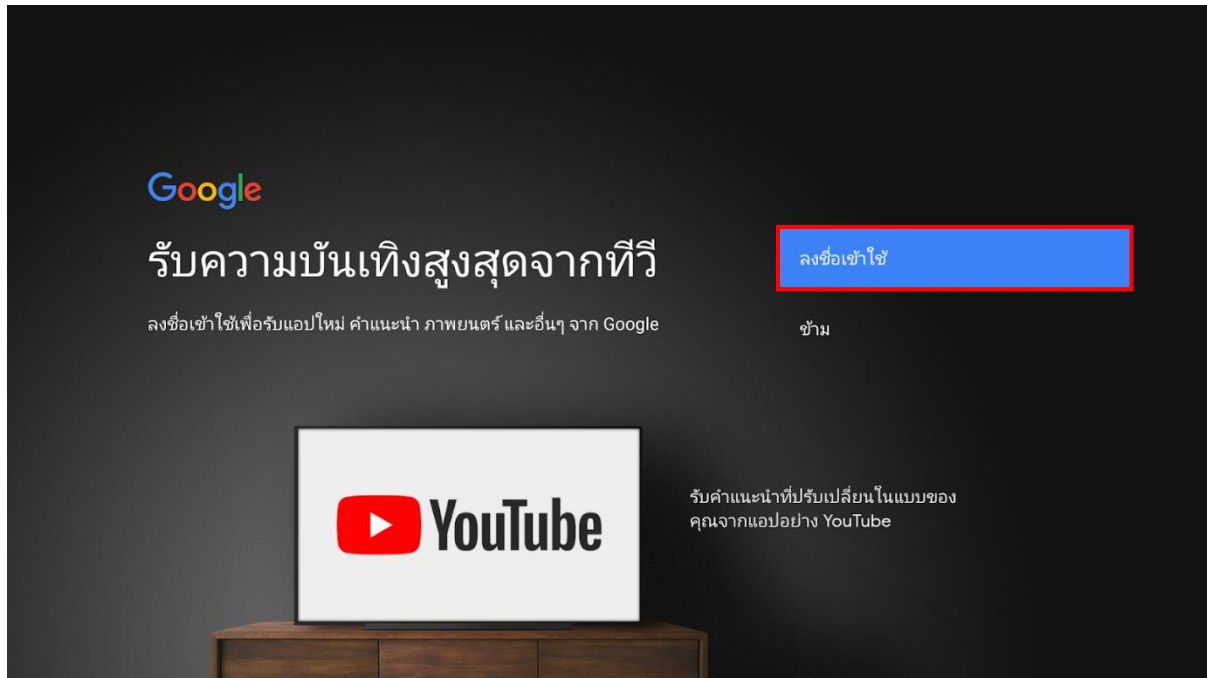 Google
รับความบันเทิงสูงสุดจากทีวี
ลงชื่อเข้าใช้เพื่อรับแอปใหม่ คำแนะนำ ภาพยนตร์ และอื่นๆ จาก Google
ลงชื่อเข้าใช้
ข้าม
YouTube
รับคำแนะนำที่ปรับเปลี่ยนในแบบของ
คุณจากแอปอย่าง YouTube